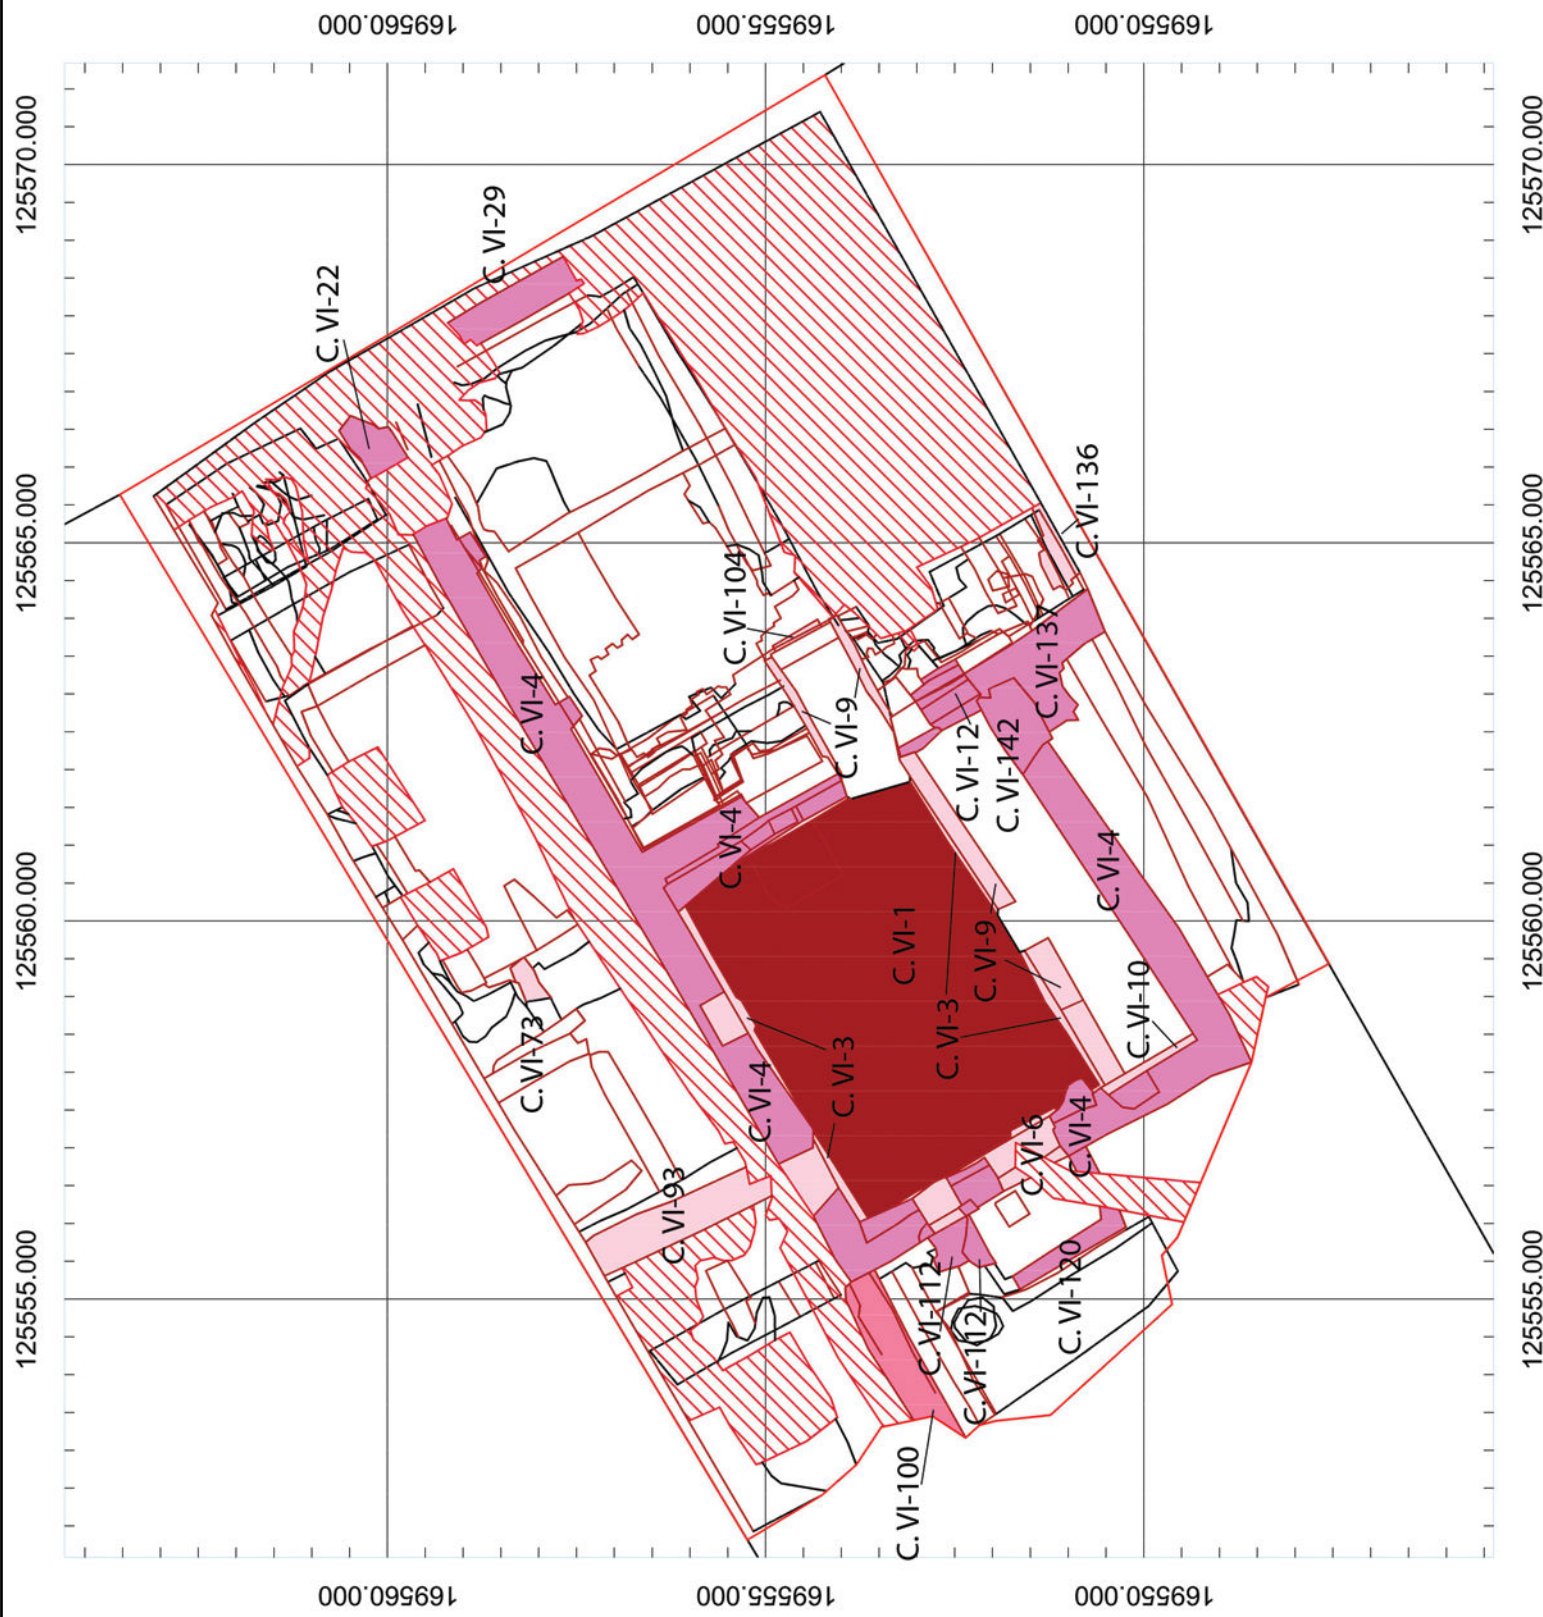 169560.000
169555.000
169550.000
125570.000
125570.000
C. VI-29
C. VI-22
125565.000
125565.000
C. VI-136
C. VI-104
C. VI-137
C. VI-4
C. VI-9
C. VI-12
C. VI-142
C. VI-4
C. VI-4
125560.000
125560.000
C. VI-1
C. VI-9
C. VI-10
C. VI-3
C. VI-73
C. VI-3
C. VI-4
C. VI-6
C. VI-4
C. VI-93
125555.000
125555.000
C. VI-112
C. VI-120
C. VI-112
C. VI-100
169560.000
169555.000
169550.000